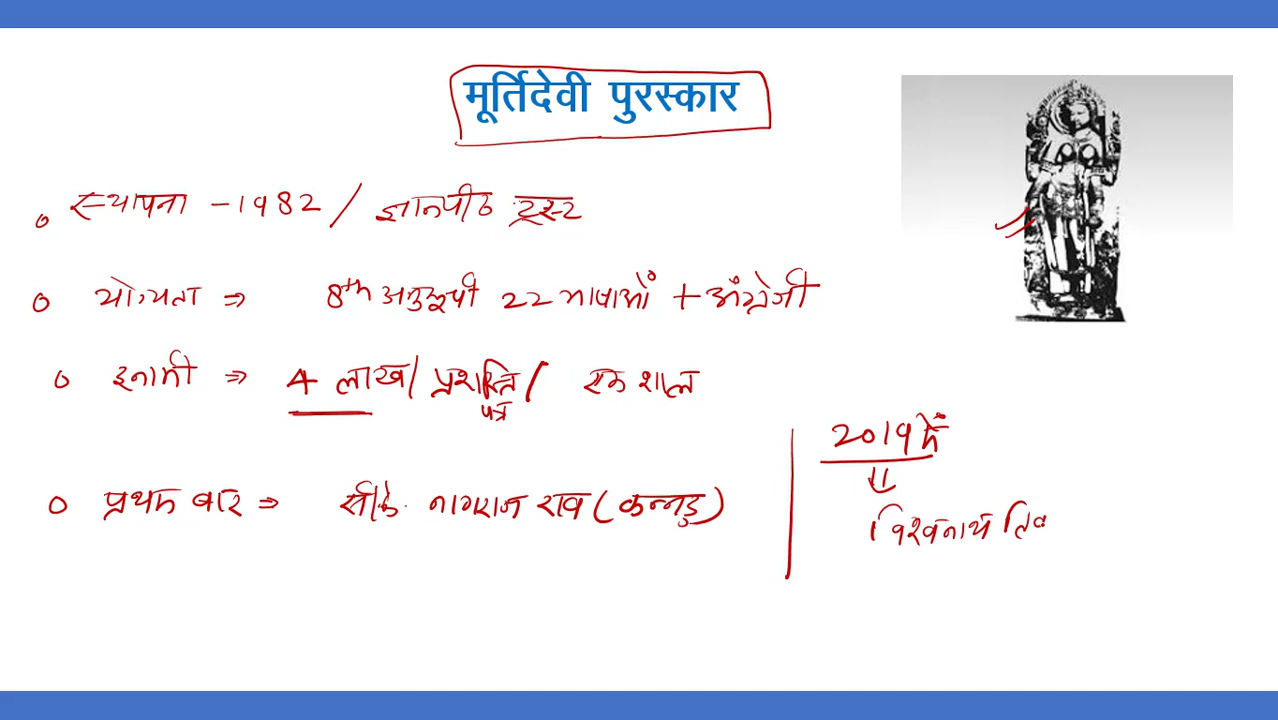 मूर्तिदेवी पुरस्कार
स्थापना - 1982 / ज्ञानपीठ ट्रस्ट
योग्यता ⇒ 8th अनुसूची 22 भाषाओं + अंग्रेजी
इनामी ⇒ 4 लाख / प्रशस्ति पत्र / एक शाल
प्रथम बार ⇒ सी.के. नागराज राव (कन्नड़)
2019 में
विश्वनाथ तिव